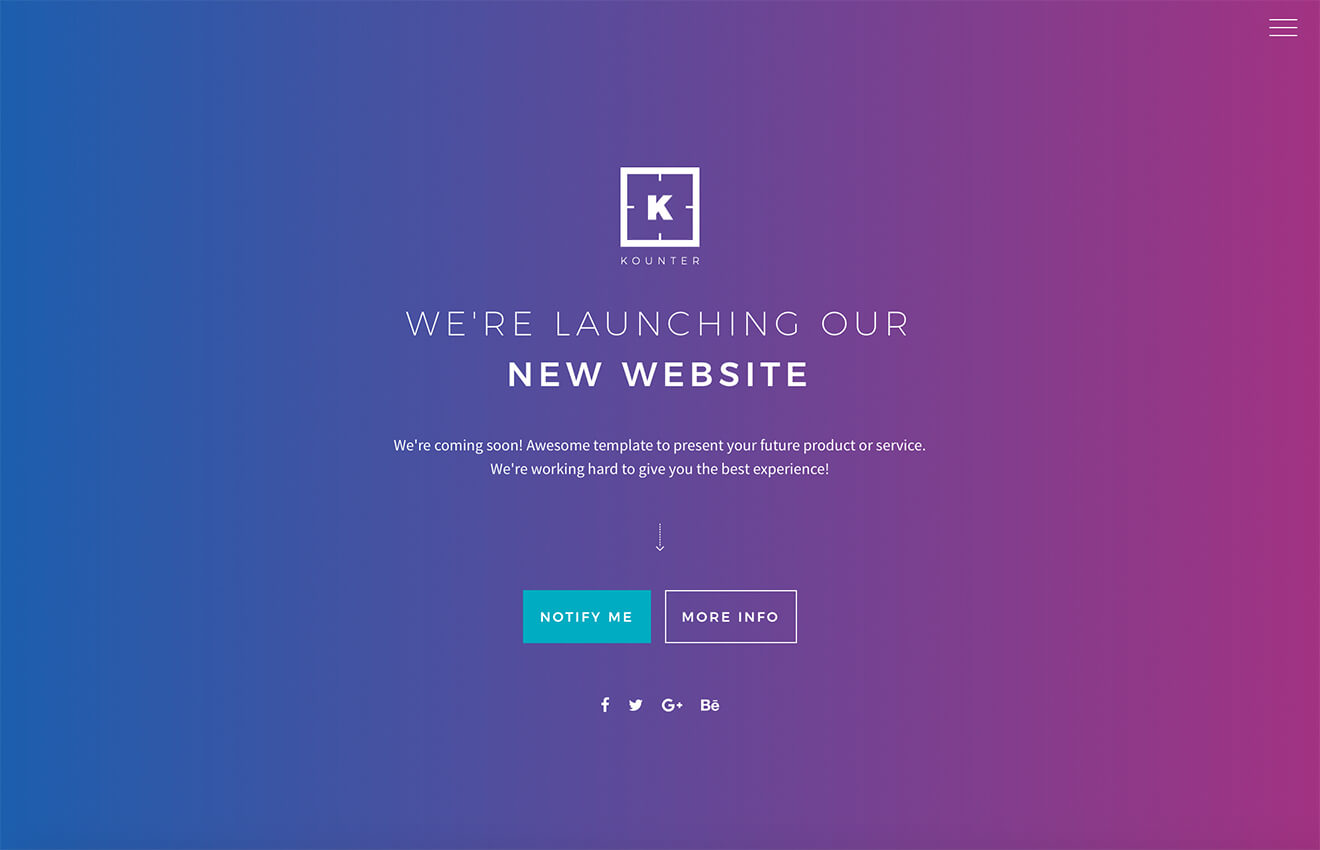 K
KOUNTER
WE'RE LAUNCHING OUR
NEW WEBSITE
We're coming soon! Awesome template to present your future product or service.
We're working hard to give you the best experience!
NOTIFY ME MORE INFO
f G+ Bē